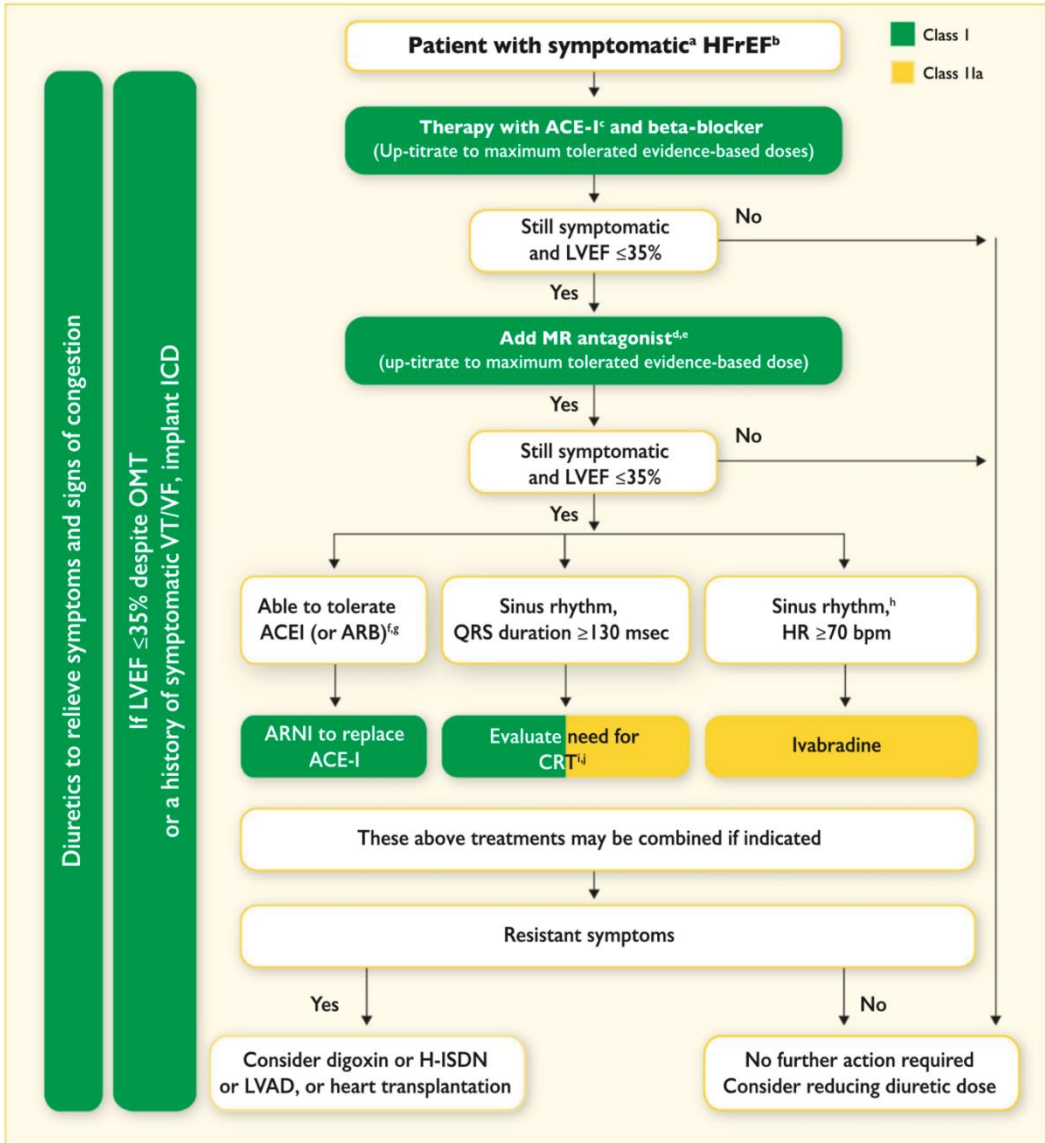 Patient with symptomaticᵃ HFrEFᵇ
Class I
Class IIa
Therapy with ACE-Iᶜ and beta-blocker
(Up-titrate to maximum tolerated evidence-based doses)
Still symptomatic
and LVEF ≤35%
No
Yes
Add MR antagonistᵈ,ᵉ
(up-titrate to maximum tolerated evidence-based dose)
Yes
Still symptomatic
and LVEF ≤35%
No
Yes
Able to tolerate
ACEI (or ARB)ᶠ,ᵍ
Sinus rhythm,
QRS duration ≥130 msec
Sinus rhythm,ʰ
HR ≥70 bpm
ARNI to replace
ACE-I
Evaluate need for
CRTⁱ,ʲ
Ivabradine
These above treatments may be combined if indicated
Resistant symptoms
Yes
No
Consider digoxin or H-ISDN
or LVAD, or heart transplantation
No further action required
Consider reducing diuretic dose
Diuretics to relieve symptoms and signs of congestion
If LVEF ≤35% despite OMT
or a history of symptomatic VT/VF, implant ICD